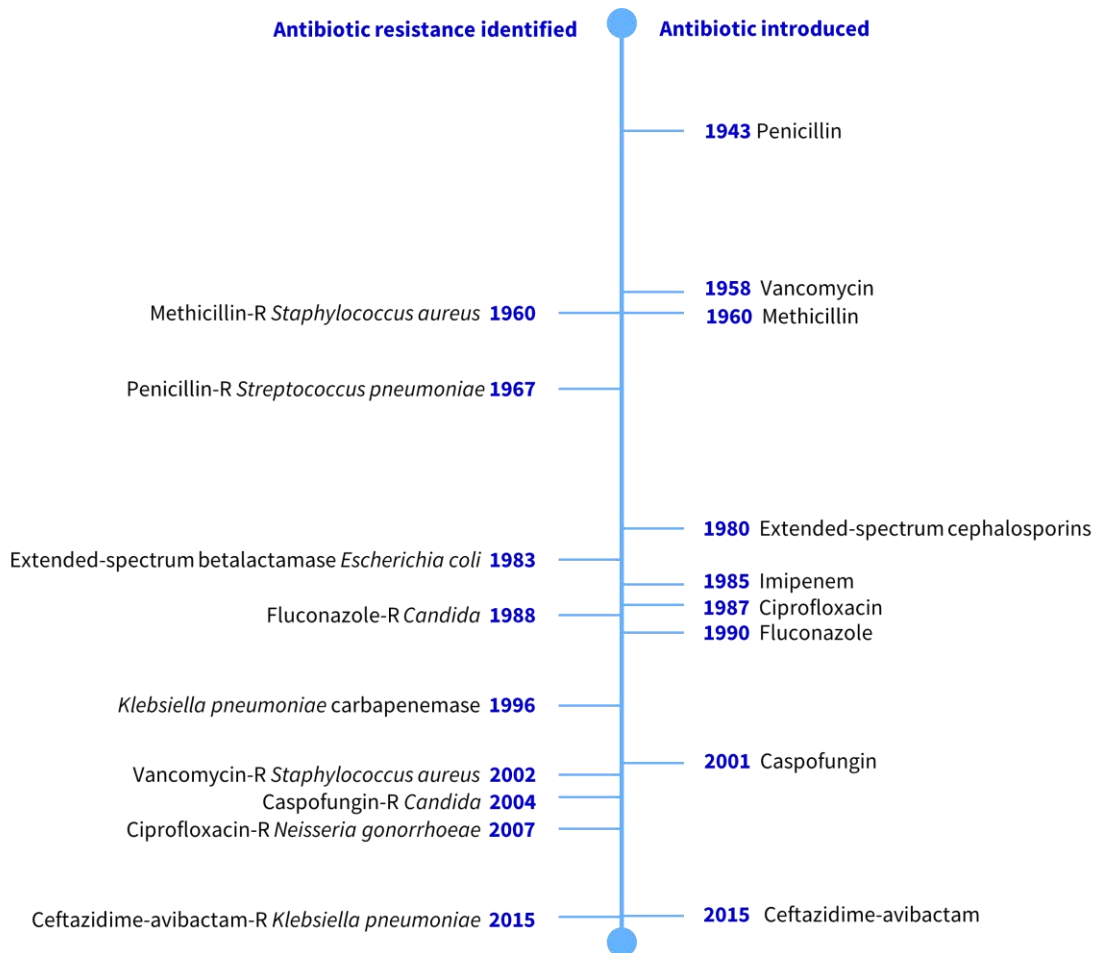 Antibiotic resistance identified
Antibiotic introduced
1943 Penicillin
1958 Vancomycin
Methicillin-R Staphylococcus aureus 1960
1960 Methicillin
Penicillin-R Streptococcus pneumoniae 1967
1980 Extended-spectrum cephalosporins
Extended-spectrum betalactamase Escherichia coli 1983
1985 Imipenem
1987 Ciprofloxacin
Fluconazole-R Candida 1988
1990 Fluconazole
Klebsiella pneumoniae carbapenemase 1996
2001 Caspofungin
Vancomycin-R Staphylococcus aureus 2002
Caspofungin-R Candida 2004
Ciprofloxacin-R Neisseria gonorrhoeae 2007
Ceftazidime-avibactam-R Klebsiella pneumoniae 2015
2015 Ceftazidime-avibactam